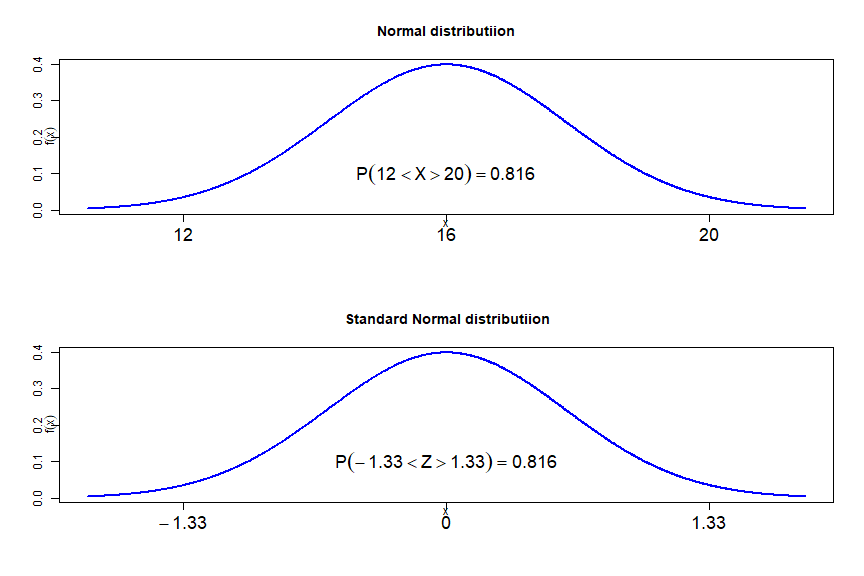 Normal distributiion
0.4
0.3
0.2
0.1
0.0
f(x)
P(12 < X > 20) = 0.816
12 16 20
x
Standard Normal distributiion
0.4
0.3
0.2
0.1
0.0
f(x)
P(− 1.33 < Z > 1.33) = 0.816
− 1.33 0 1.33
x